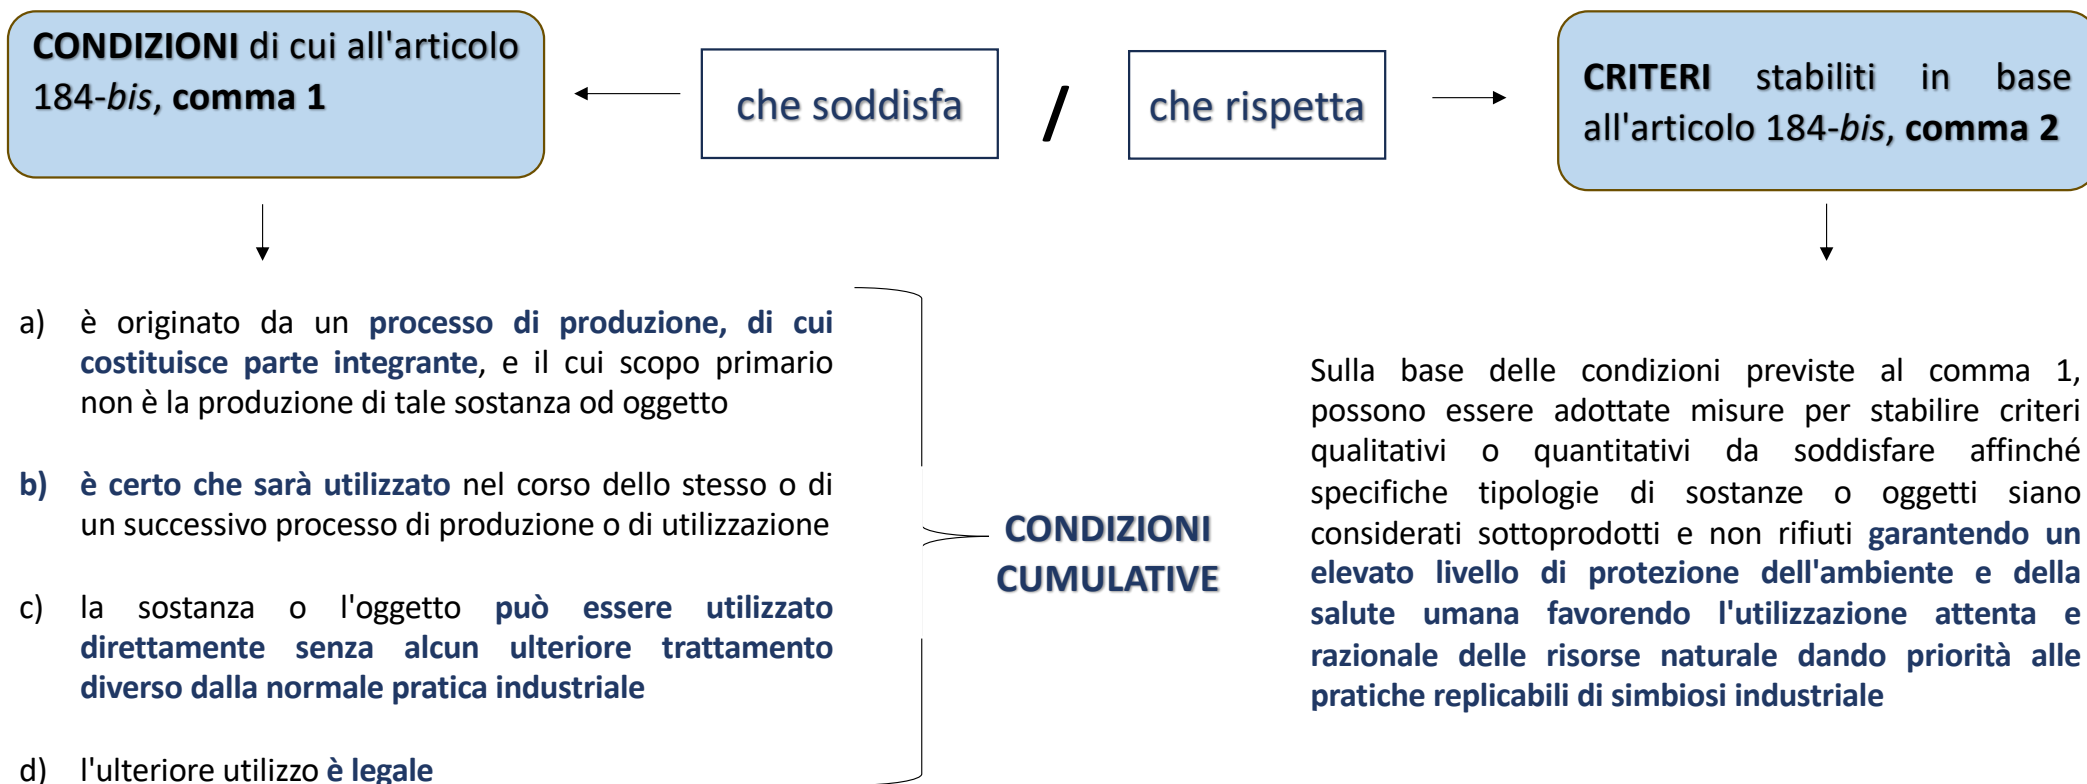 CONDIZIONI di cui all'articolo
184-bis, comma 1
che soddisfa
/
che rispetta
CRITERI stabiliti in base
all'articolo 184-bis, comma 2
a) è originato da un processo di produzione, di cui
costituisce parte integrante, e il cui scopo primario
non è la produzione di tale sostanza od oggetto
b) è certo che sarà utilizzato nel corso dello stesso o di
un successivo processo di produzione o di utilizzazione
c) la sostanza o l'oggetto può essere utilizzato
direttamente senza alcun ulteriore trattamento
diverso dalla normale pratica industriale
d) l'ulteriore utilizzo è legale
CONDIZIONI
CUMULATIVE
Sulla base delle condizioni previste al comma 1,
possono essere adottate misure per stabilire criteri
qualitativi o quantitativi da soddisfare affinché
specifiche tipologie di sostanze o oggetti siano
considerati sottoprodotti e non rifiuti garantendo un
elevato livello di protezione dell'ambiente e della
salute umana favorendo l'utilizzazione attenta e
razionale delle risorse naturale dando priorità alle
pratiche replicabili di simbiosi industriale